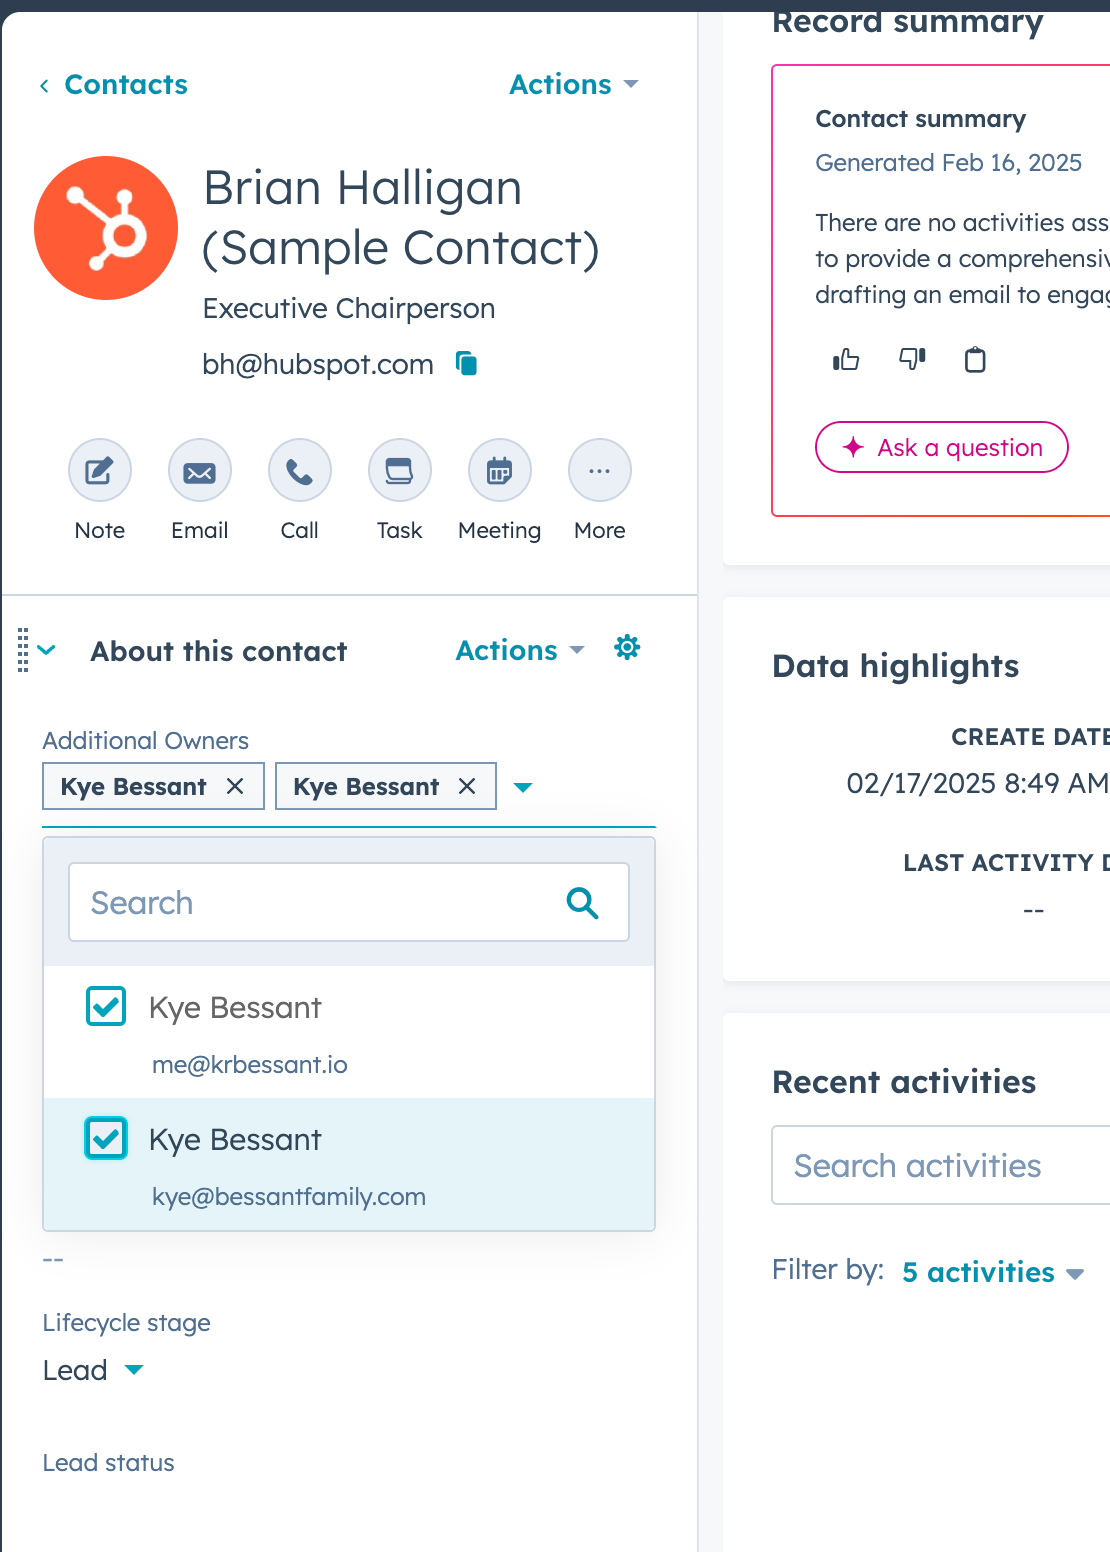 Contacts
Actions
Brian Halligan
(Sample Contact)
Executive Chairperson
bh@hubspot.com
Note
Email
Call
Task
Meeting
More
About this contact
Actions
Additional Owners
Kye Bessant
Kye Bessant
Search
Kye Bessant
me@krbessant.io
Kye Bessant
kye@bessantfamily.com
--
Lifecycle stage
Lead
Lead status
Record summary
Contact summary
Generated Feb 16, 2025
There are no activities ass
to provide a comprehensiv
drafting an email to engag
Ask a question
Data highlights
CREATE DATE
02/17/2025 8:49 AM
LAST ACTIVITY D
--
Recent activities
Search activities
Filter by:
5 activities